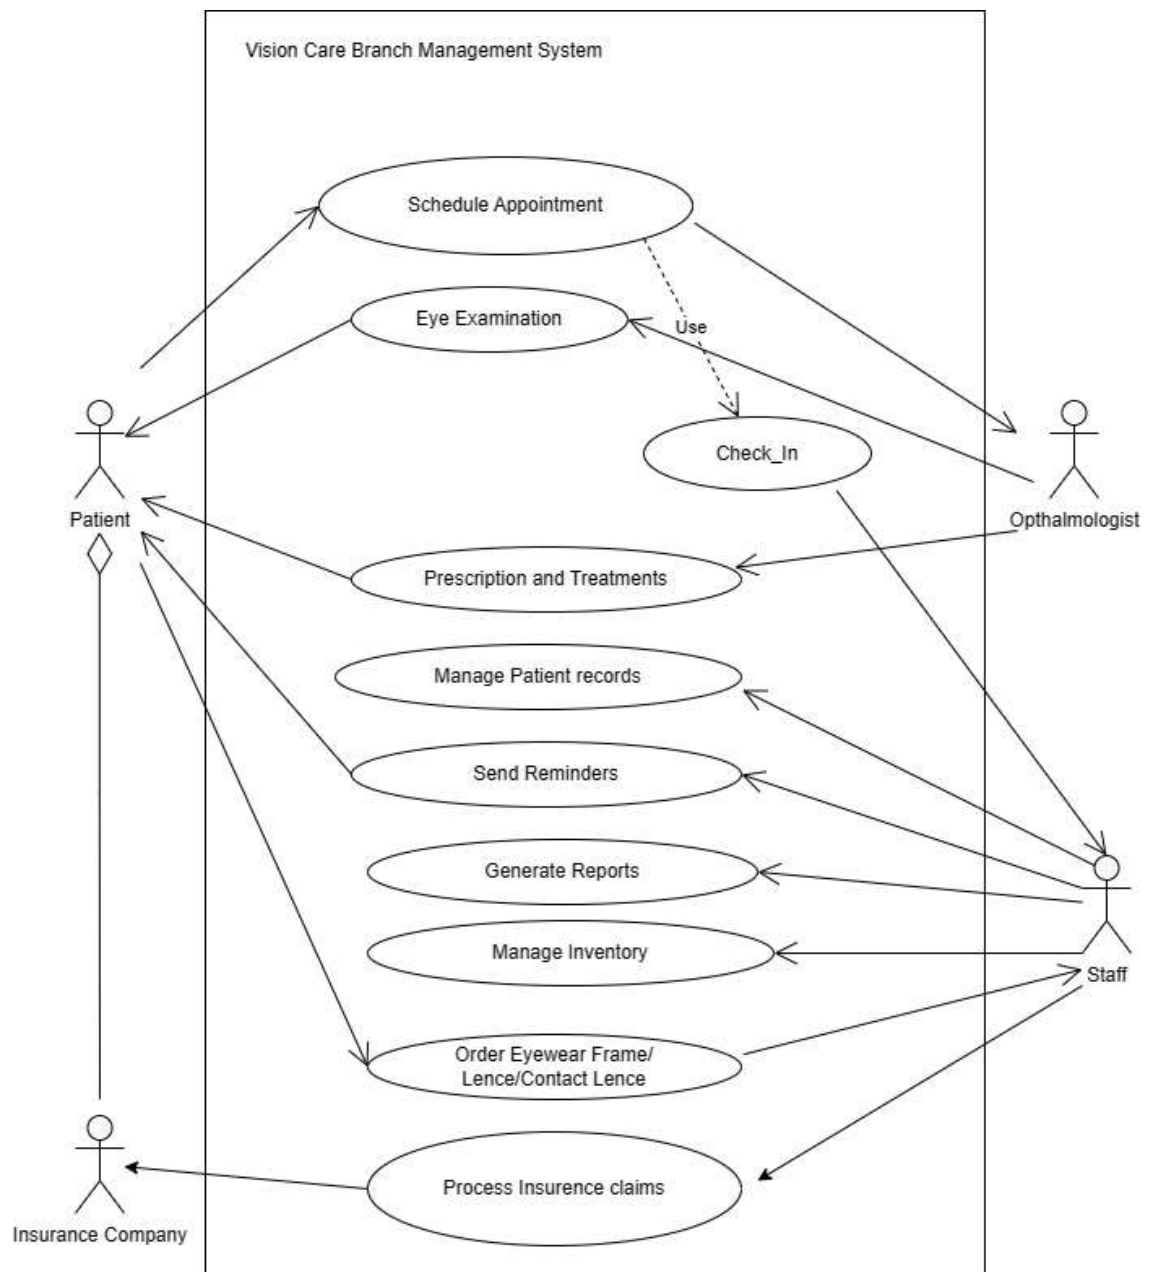 Vision Care Branch Management System
Schedule Appointment
Eye Examination
Use
Check_In
Patient
Opthalmologist
Prescription and Treatments
Manage Patient records
Send Reminders
Generate Reports
Manage Inventory
Staff
Order Eyewear Frame/
Lence/Contact Lence
Process Insurence claims
Insurance Company